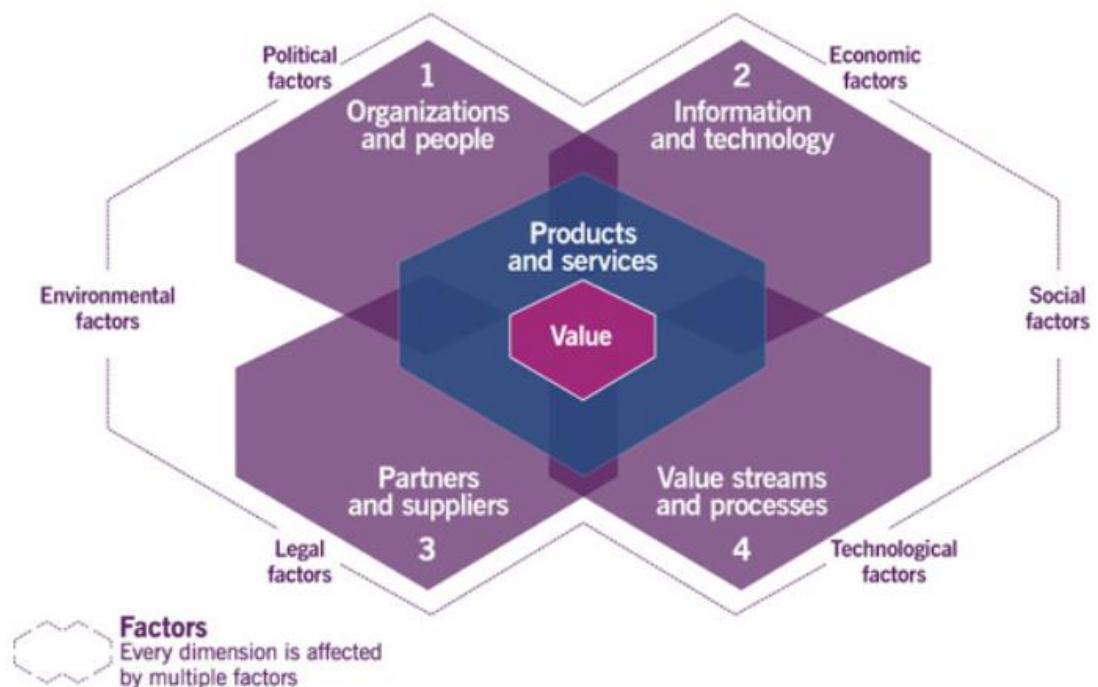 Political
factors
Economic
factors
1
Organizations
and people
2
Information
and technology
Products
and services
Environmental
factors
Value
Social
factors
Partners
and suppliers
3
Value streams
and processes
4
Legal
factors
Technological
factors
Factors
Every dimension is affected
by multiple factors